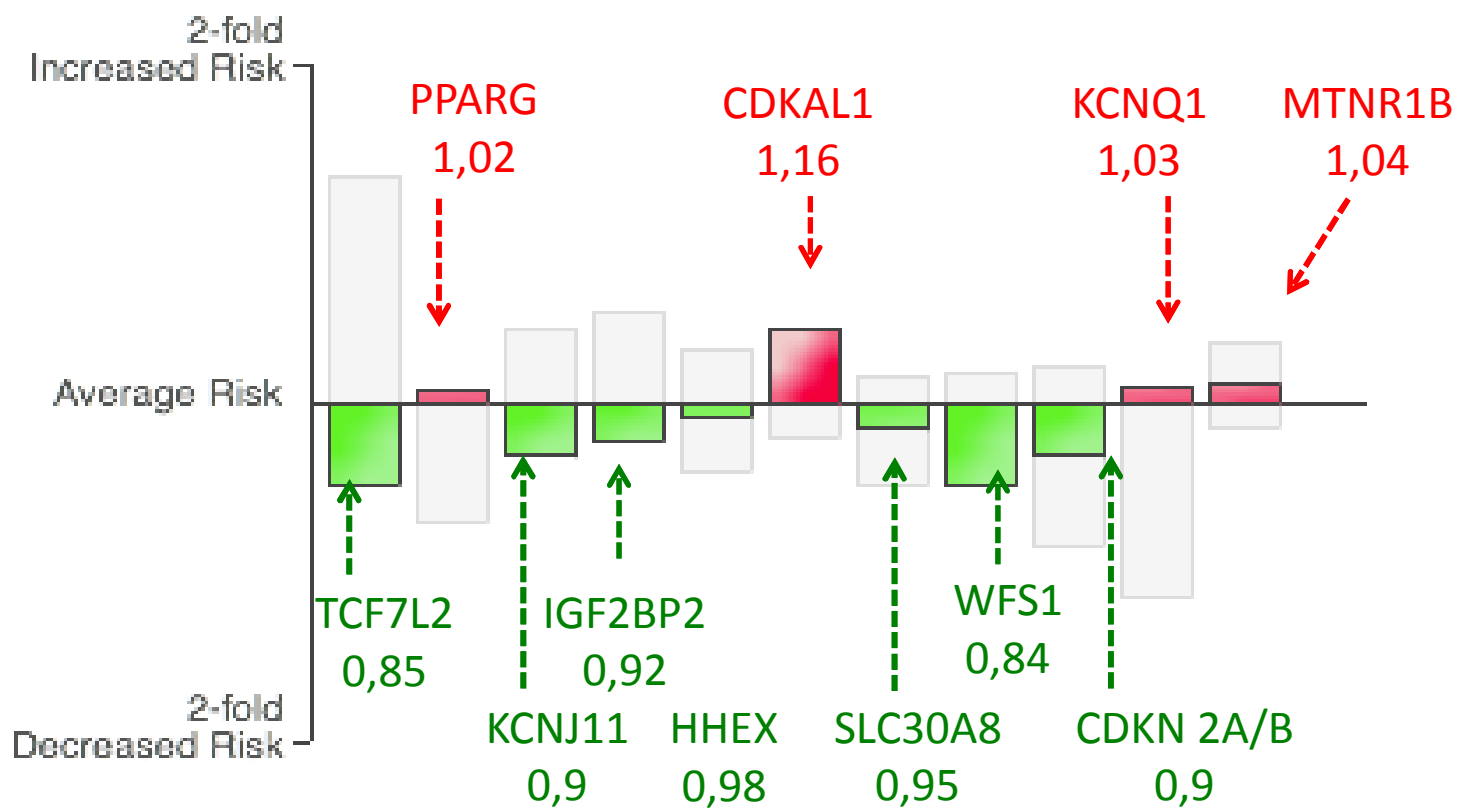 2-fold
Increased Risk
PPARG
1,02
CDKAL1
1,16
KCNQ1
1,03
MTNR1B
1,04
Average Risk
TCF7L2
0,85
IGF2BP2
0,92
WFS1
0,84
2-fold
Decreased Risk
KCNJ11
0,9
HHEX
0,98
SLC30A8
0,95
CDKN 2A/B
0,9